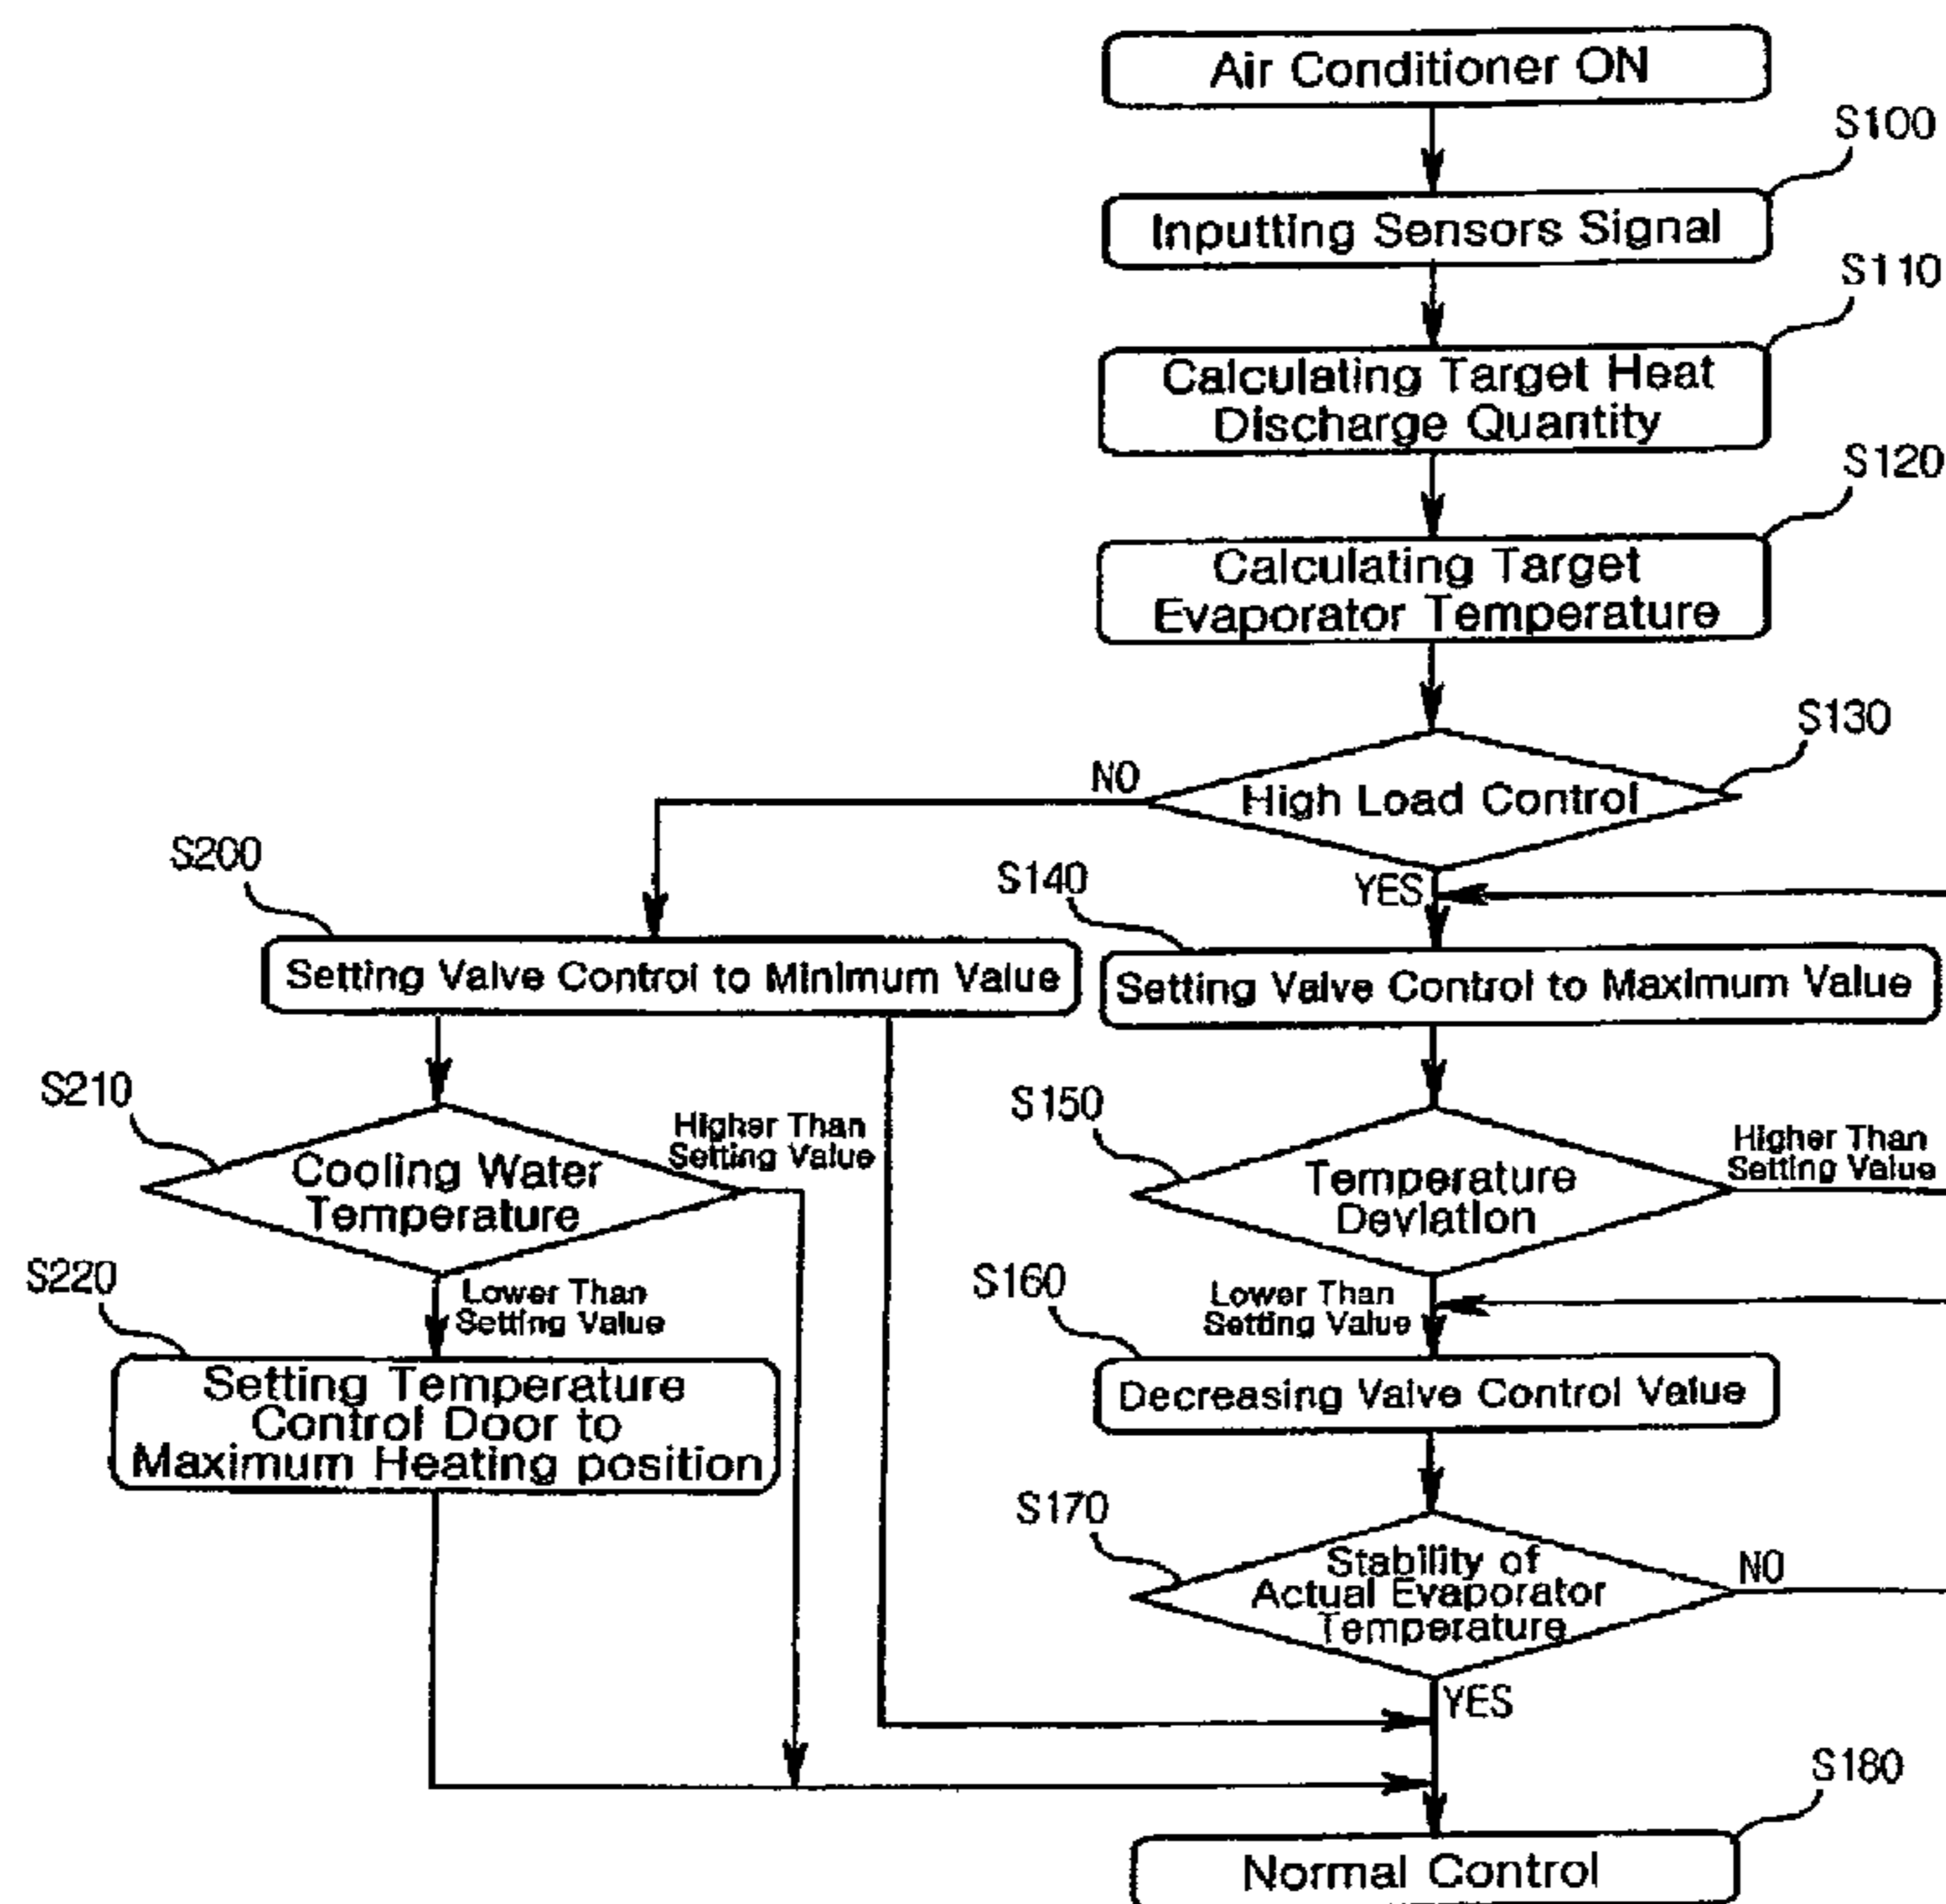 Air Conditioner ON
S100
Inputting Sensors Signal
S110
Calculating Target Heat
Discharge Quantity
S120
Calculating Target
Evaporator Temperature
S130
NO
High Load Control
YES
S200
Setting Valve Control to Minimum Value
S140
Setting Valve Control to Maximum Value
S210
Cooling Water
Temperature
Higher Than
Setting Value
S150
Temperature
Deviation
Higher Than
Setting Value
S220
Lower Than
Setting Value
Setting Temperature
Control Door to
Maximum Heating position
S160
Lower Than
Setting Value
Decreasing Valve Control Value
S170
Stability of
Actual Evaporator
Temperature
NO
YES
S180
Normal Control